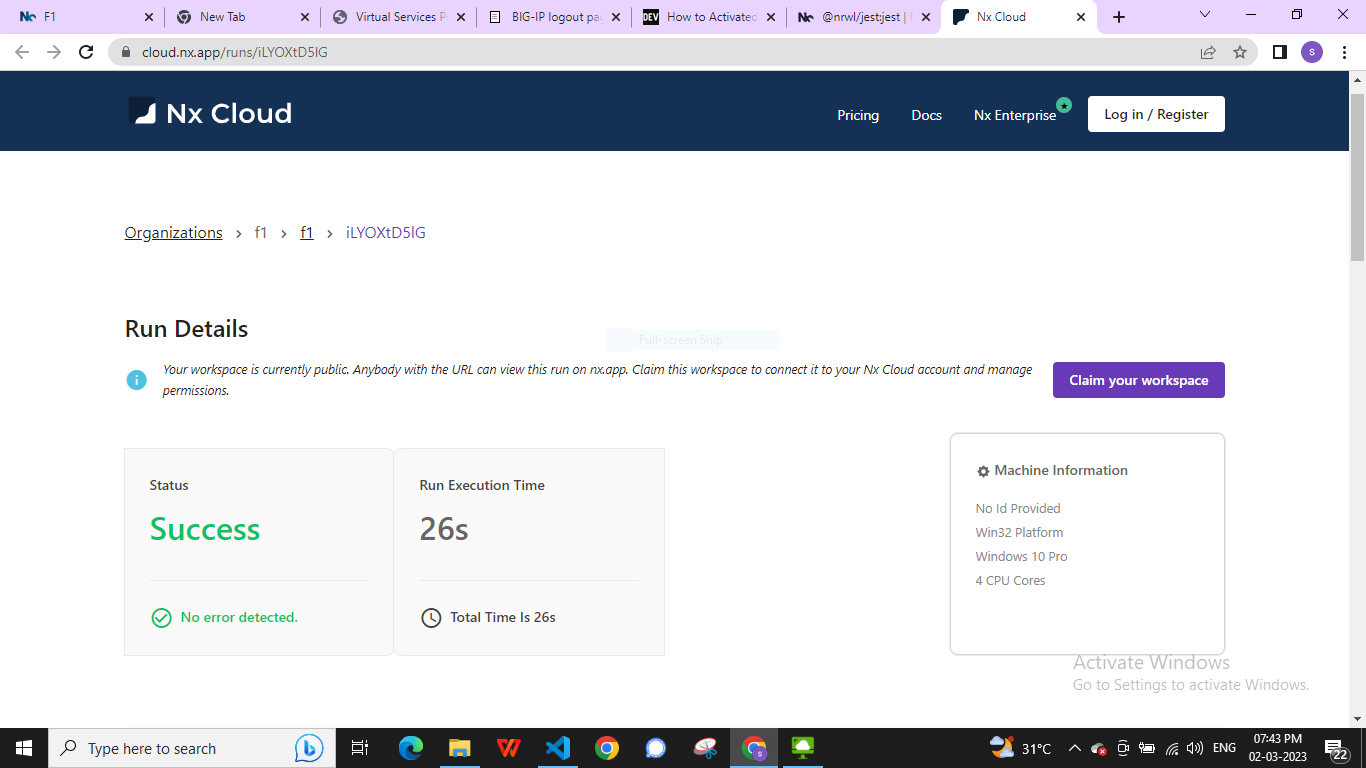 F1
New Tab
Virtual Services P
BIG-IP logout pag
DEV
How to Activated
@nrwl/jest:jest |
Nx Cloud
cloud.nx.app/runs/iLYOXtD5lG
s
Nx Cloud
Pricing
Docs
Nx Enterprise
Log in / Register
Organizations > f1 > f1 > iLYOXtD5lG
Run Details
Full-screen Snip
Your workspace is currently public. Anybody with the URL can view this run on nx.app. Claim this workspace to connect it to your Nx Cloud account and manage
permissions.
Claim your workspace
Status
Success
No error detected.
Run Execution Time
26s
Total Time Is 26s
Machine Information
No Id Provided
Win32 Platform
Windows 10 Pro
4 CPU Cores
Activate Windows
Go to Settings to activate Windows.
Type here to search
31°C
ENG
07:43 PM
02-03-2023
22